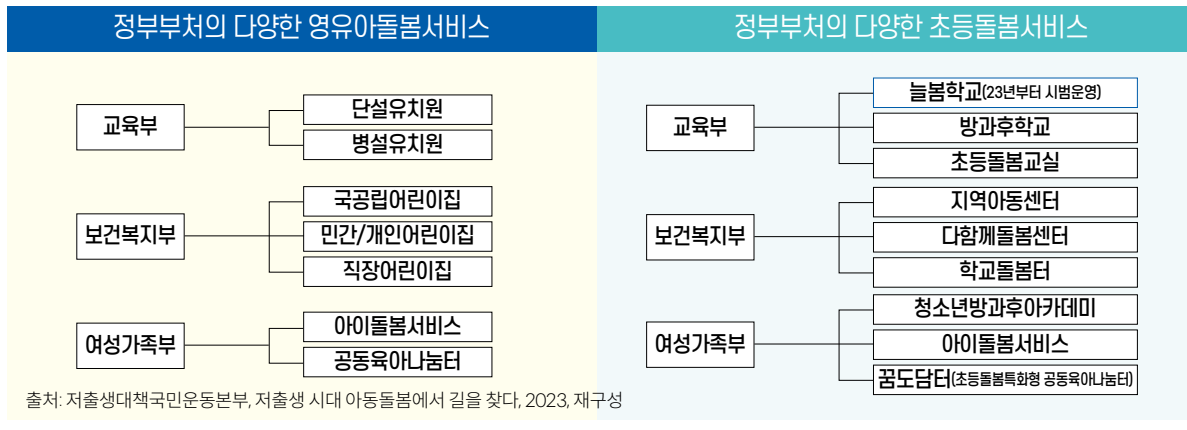 정부부처의 다양한 영유아돌봄서비스
교육부
단설유치원
병설유치원
보건복지부
국공립어린이집
민간/개인어린이집
직장어린이집
여성가족부
아이돌봄서비스
공동육아나눔터
정부부처의 다양한 초등돌봄서비스
교육부
늘봄학교(23년부터 시범운영)
방과후학교
초등돌봄교실
보건복지부
지역아동센터
다함께돌봄센터
학교돌봄터
여성가족부
청소년방과후아카데미
아이돌봄서비스
꿈도담터(초등돌봄특화형 공동육아나눔터)
출처: 저출생대책국민운동본부, 저출생 시대 아동돌봄에서 길을 찾다, 2023, 재구성